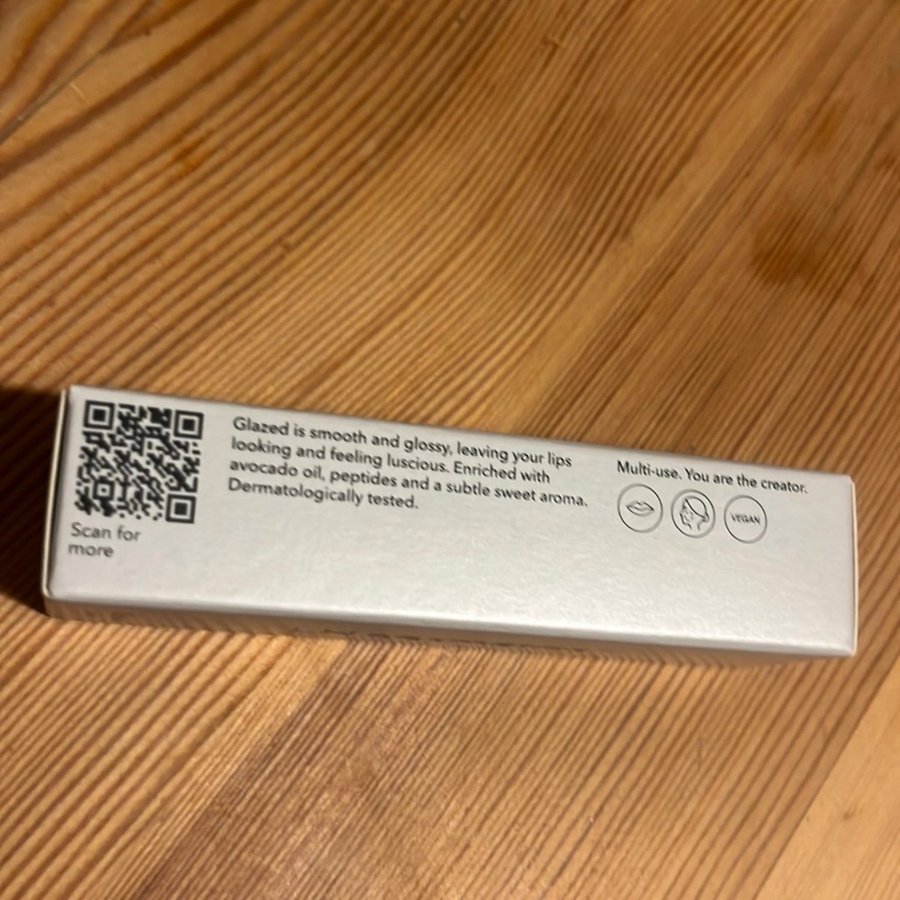 Scan for
more
Glazed is smooth and glossy, leaving your lips
looking and feeling luscious. Enriched with
avocado oil, peptides and a subtle sweet aroma.
Dermatologically tested.
Multi-use. You are the creator.
VEGAN